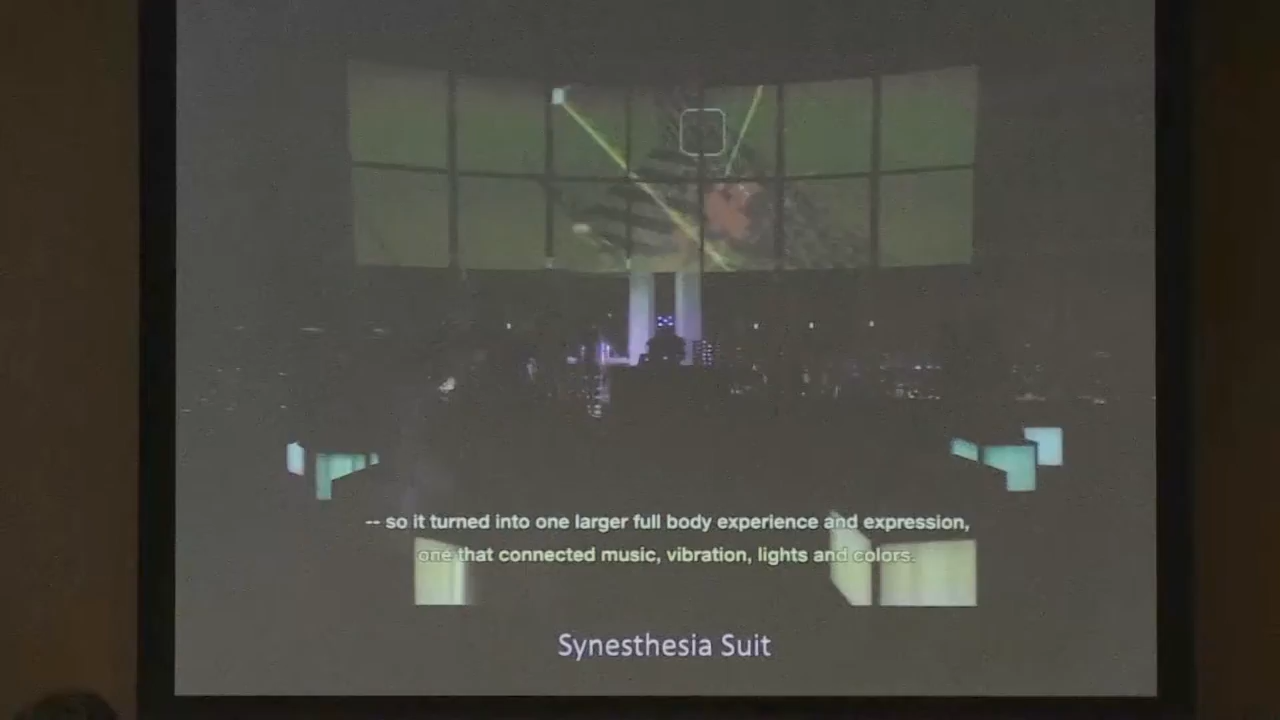 -- so it turned into one larger full body experience and expression,
one that connected music, vibration, lights and colors.
Synesthesia Suit